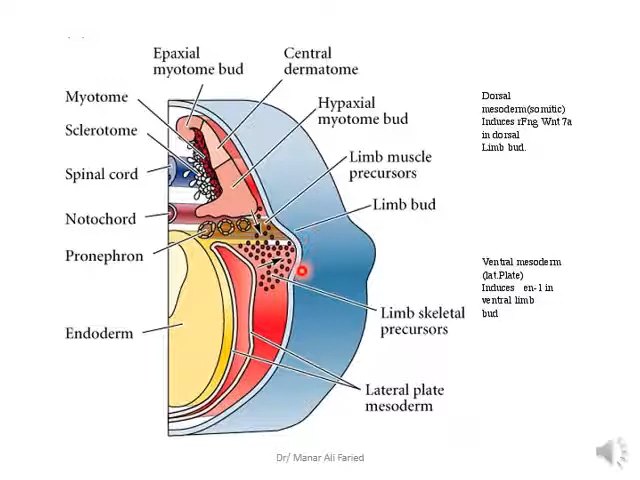 Epaxial
myotome bud
Central
dermatome
Myotome
Hypaxial
myotome bud
Sclerotome
Limb muscle
precursors
Spinal cord
Limb bud
Notochord
Pronephron
Limb skeletal
precursors
Endoderm
Lateral plate
mesoderm
Dorsal
mesoderm(somitic)
Induces rFng Wnt 7a
in dorsal
Limb bud.
Ventral mesoderm
(lat.Plate)
Induces en-1 in
ventral limb
bud
Dr/ Manar Ali Faried